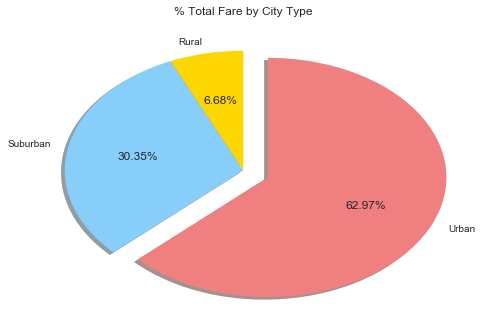 % Total Fare by City Type
Rural
6.68%
Suburban
30.35%
62.97%
Urban